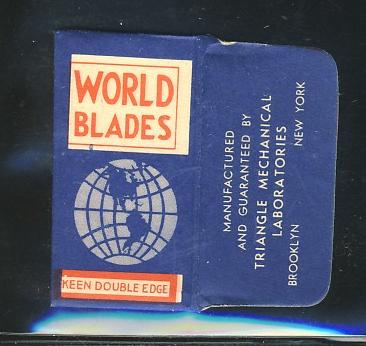 WORLD
BLADES
KEEN DOUBLE EDGE
MANUFACTURED
AND GUARANTEED BY
TRIANGLE MECHANICAL
LABORATORIES
BROOKLYN NEW YORK